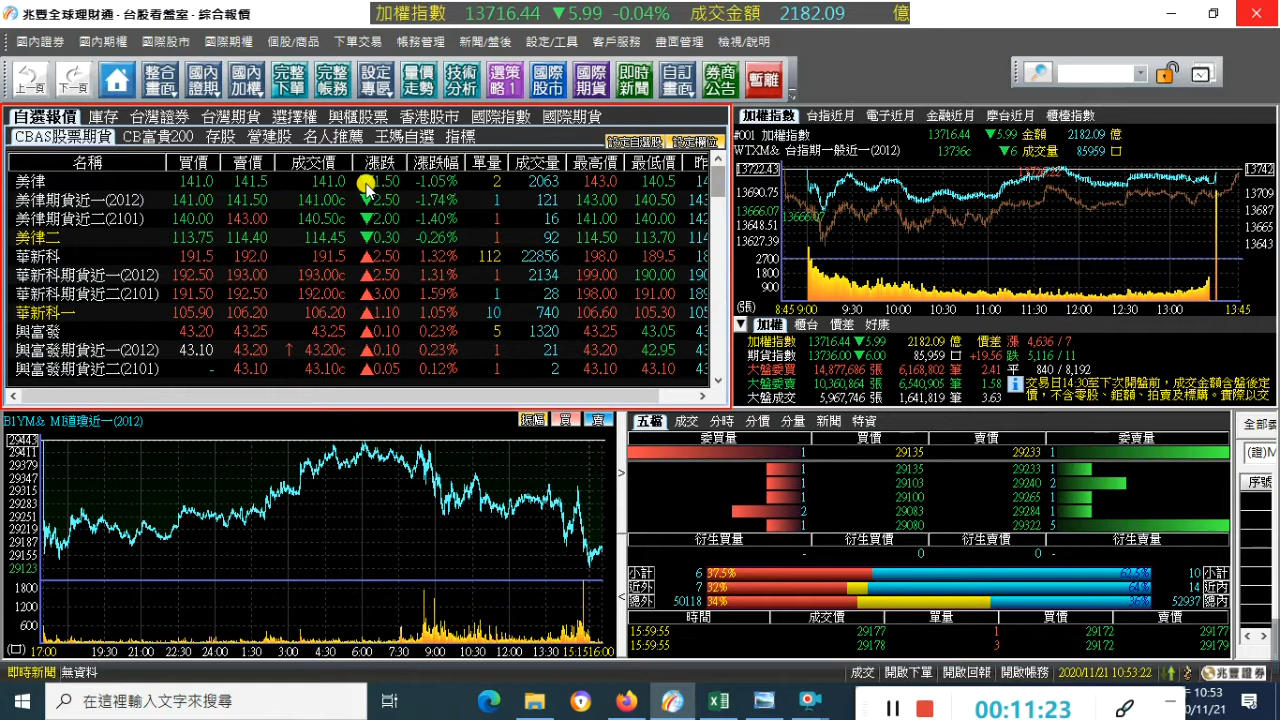 兆豐全球理財通 - 台股看盤室 - 綜合報價
加權指數 13716.44 ▼5.99 -0.04% 成交金額 2182.09 億
國內證券 國內期權 國際股市 國際期權 個股/商品 下單交易 帳務管理 新聞/盤後 設定/工具 客戶服務 畫面管理 檢視/說明
上一頁 下一頁 整合畫面 國內期貨 國內加權 完整下單 完整帳務 設定專區 量價走勢 技術分析 選策略1 國際股市 國際期貨 即時新聞 自訂畫面 券商公告 暫離
自選報價 庫存 台灣證券 台灣期貨 選擇權 興櫃股票 香港股市 國際指數 國際期貨
CBAS股票期貨 CB富貴200 存股 營建股 名人推薦 王媽自選 指標
設定自選股 設定欄位
名稱 買價 賣價 成交價 漲跌 漲跌幅 單量 成交量 最高價 最低價 昨
美律 141.0 141.5 141.0 1.50 -1.05% 2 2063 143.0 140.5 14
美律期貨近一(2012) 141.00 141.50 141.00c ▼2.50 -1.74% 1 121 143.00 140.50 143
美律期貨近二(2101) 140.00 143.00 140.50c ▼2.00 -1.40% 1 16 141.00 140.00 142
美律二 113.75 114.40 114.45 ▼0.30 -0.26% 1 92 114.50 113.70 114
華新科 191.5 192.0 191.5 ▲2.50 1.32% 112 22856 198.0 189.5 18
華新科期貨近一(2012) 192.50 193.00 193.00c ▲2.50 1.31% 1 2134 199.00 190.00 190
華新科期貨近二(2101) 191.50 192.50 192.00c ▲3.00 1.59% 1 28 198.00 191.00 189
華新科一 105.90 106.20 106.20 ▲1.10 1.05% 10 740 106.60 105.30 105
興富發 43.20 43.25 43.25 ▲0.10 0.23% 5 1320 43.25 43.05 43
興富發期貨近一(2012) 43.10 43.20 ↑ 43.20c ▲0.10 0.23% 1 21 43.20 42.95 43
興富發期貨近二(2101) - 43.10 43.10c ▲0.05 0.12% 1 2 43.10 43.10 43
加權指數 台指近月 電子近月 金融近月 摩台近月 櫃檯指數
#001 加權指數 13716.44 ▼5.99 金額 2182.09 億
WTXM& 台指期一般近一(2012) 13736c ▼6 成交量 85959 口
13722.43
13690.75
13666.07
13648.51
13627.39
2700
1800
900
(張)
13742
13709
13693
13676
13643
8.45 9:00 9:30 10:00 10:30 11:00 11:30 12:00 12:30 13:00 13:45
加權 櫃台 價差 好康
加權指數 13716.44 ▼5.99 2182.09 億 漲 4,636 / 7
期貨指數 13736.00 ▼6.00 85,959 口 +19.56 跌 5,116 / 11
大盤委買 14,877,686 張 6,168,802 筆 2.41 平 840 / 8,192
大盤委賣 10,360,864 張 6,540,905 筆 1.58
大盤成交 5,967,746 張 1,641,819 筆 3.63
交易日14:30至下次開盤前，成交金額含盤後定價，不含零股、鉅額、拍賣及標購。實際以交
B1YM& MINI道瓊近一(2012) 振幅 買 賣
29443
29411
29379
29347
29315
29283
29251
29219
29187
29155
29123
1800
1200
600
(口)
17:00 18:00 19:00 21:00 22:00 23:00 0:00 1:00 2:00 3:00 4:30 6:00 7:30 9:00 10:30 12:00 13:30 15:15 16:00
五檔 成交 分時 分價 分量 新聞 特資
委買量 買價 賣價 委賣量
1 29135 29233 1
1 29135 29233 1
1 29103 29240 2
1 29100 29265 1
2 29083 29284 1
1 29080 29322 5
衍生買量 衍生買價 衍生賣價 衍生賣量
- 0 0 -
小計 6 37.5% 62.5% 10 小計
近外 7 32% 64% 14 近內
總外 50118 34% 36% 52937 總內
時間 成交價 單量 買價 賣價
15:59:55 29177 1 29172 29177
15:59:55 29178 3 29172 29179
全部委
(證)M
序號
即時新聞 無資料 成交 開啟下單 開啟回報 開啟帳務 2020/11/21 10:53:22 兆豐證券
在這裡輸入文字來搜尋
00:11:23
10:53
0/11/21